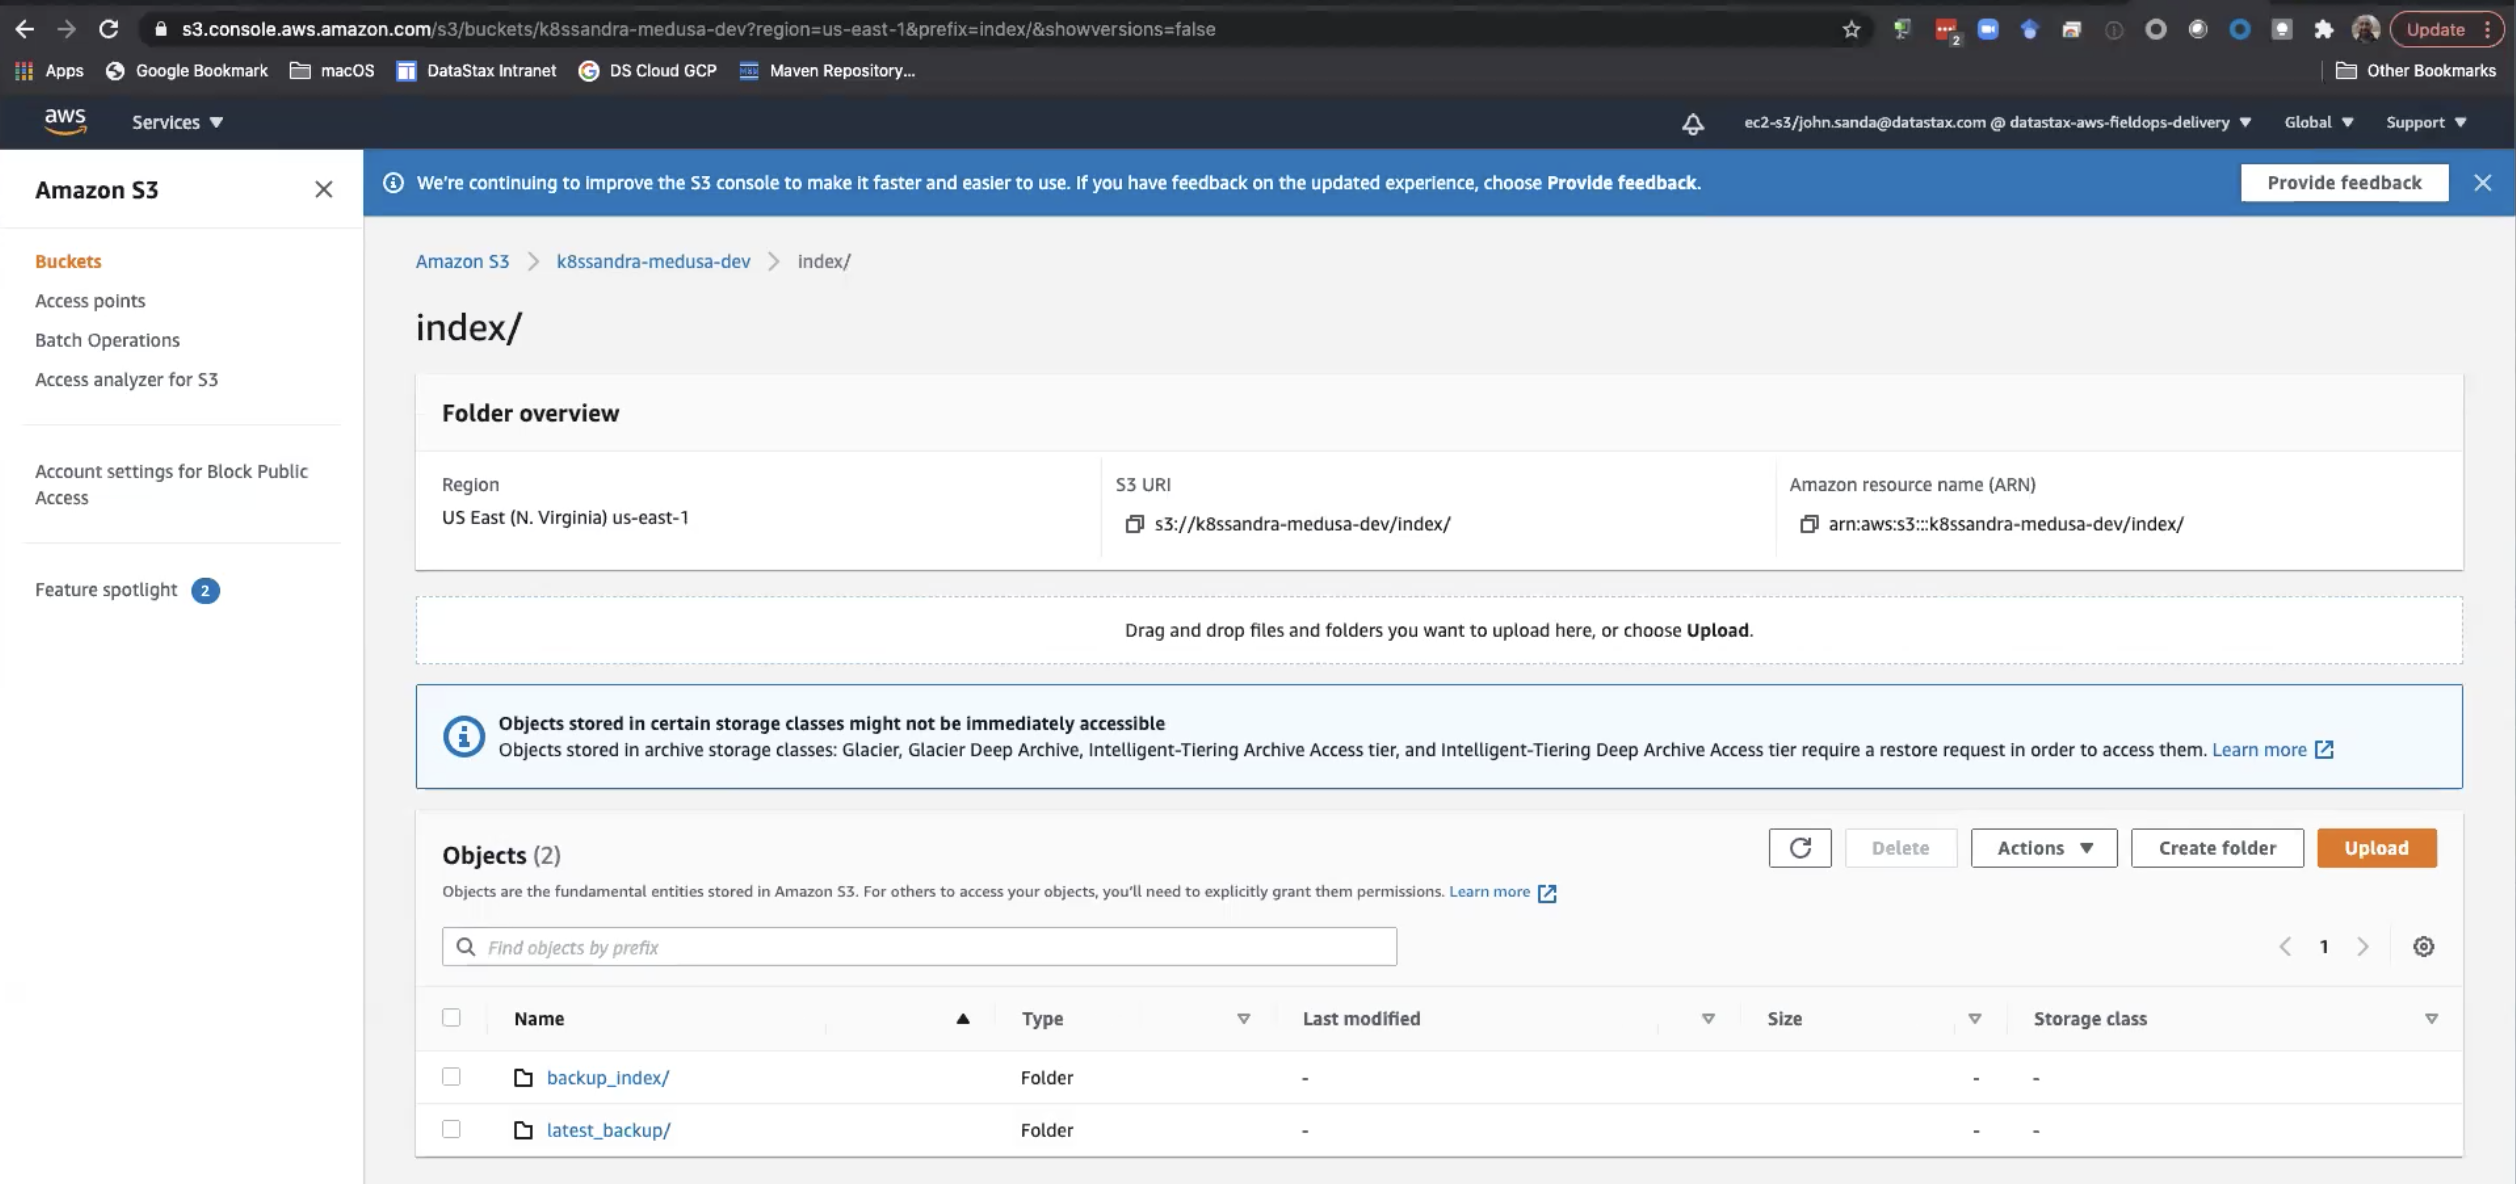 s3.console.aws.amazon.com/s3/buckets/k8ssandra-medusa-dev?region=us-east-1&prefix=index/&showversions=false
2
Update
Apps Google Bookmark macOS DataStax Intranet DS Cloud GCP Maven Repository... Other Bookmarks
aws Services ec2-s3/john.sanda@datastax.com @ datastax-aws-fieldops-delivery Global Support
Amazon S3
Buckets
Access points
Batch Operations
Access analyzer for S3
Account settings for Block Public
Access
Feature spotlight 2
We're continuing to improve the S3 console to make it faster and easier to use. If you have feedback on the updated experience, choose Provide feedback.
Provide feedback
Amazon S3 k8ssandra-medusa-dev index/
index/
Folder overview
Region
US East (N. Virginia) us-east-1
S3 URI
s3://k8ssandra-medusa-dev/index/
Amazon resource name (ARN)
arn:aws:s3:::k8ssandra-medusa-dev/index/
Drag and drop files and folders you want to upload here, or choose Upload.
Objects stored in certain storage classes might not be immediately accessible
Objects stored in archive storage classes: Glacier, Glacier Deep Archive, Intelligent-Tiering Archive Access tier, and Intelligent-Tiering Deep Archive Access tier require a restore request in order to access them. Learn more
Objects (2)
Delete Actions Create folder Upload
Objects are the fundamental entities stored in Amazon S3. For others to access your objects, you'll need to explicitly grant them permissions. Learn more
Find objects by prefix
1
Name Type Last modified Size Storage class
backup_index/ Folder - - -
latest_backup/ Folder - - -